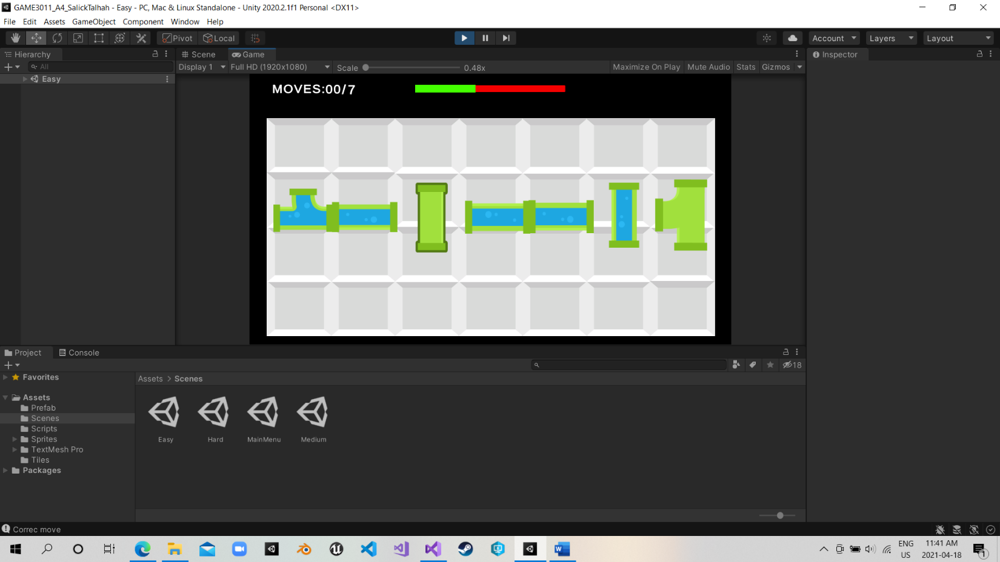 GAME3011_A4_SalickTalhah - Easy - PC, Mac & Linux Standalone - Unity 2020.2.1f1 Personal <DX11>
File Edit Assets GameObject Component Window Help
Pivot Local Account Layers Layout
Hierarchy Scene Game Inspector
All Display 1 Full HD (1920x1080) Scale 0.48x Maximize On Play Mute Audio Stats Gizmos
Easy
MOVES:00/7
Project Console
18
Favorites
Assets > Scenes
Assets
Prefab
Scenes
Scripts
Sprites
TextMesh Pro
Tiles
Packages
Easy Hard MainMenu Medium
Correc move
ENG
US
11:41 AM
2021-04-18
1